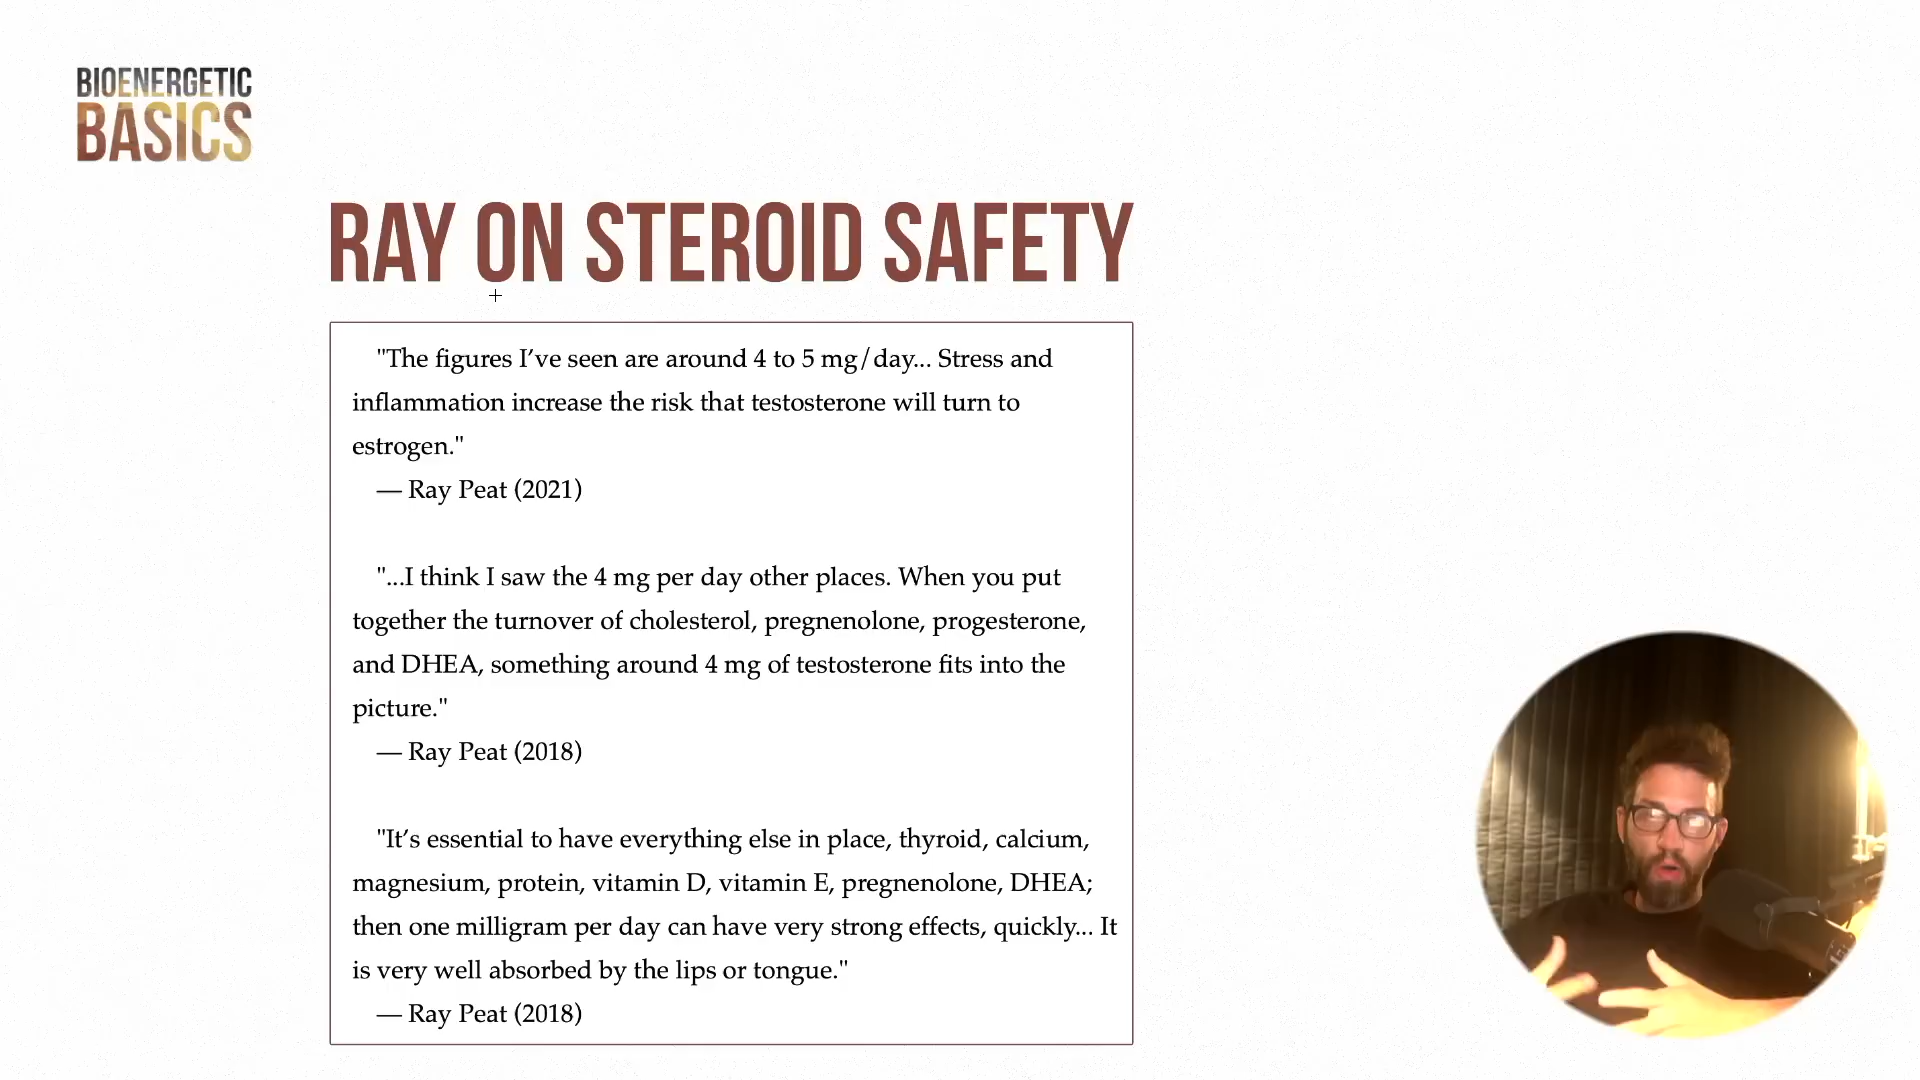 BIOENERGETIC
BASICS
RAY ON STEROID SAFETY
"The figures I’ve seen are around 4 to 5 mg/day... Stress and
inflammation increase the risk that testosterone will turn to
estrogen."
— Ray Peat (2021)
"...I think I saw the 4 mg per day other places. When you put
together the turnover of cholesterol, pregnenolone, progesterone,
and DHEA, something around 4 mg of testosterone fits into the
picture."
— Ray Peat (2018)
"It’s essential to have everything else in place, thyroid, calcium,
magnesium, protein, vitamin D, vitamin E, pregnenolone, DHEA;
then one milligram per day can have very strong effects, quickly... It
is very well absorbed by the lips or tongue."
— Ray Peat (2018)